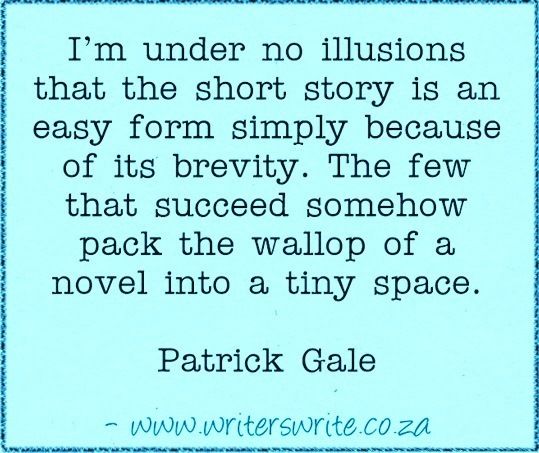 I'm under no illusions
that the short story is an
easy form simply because
of its brevity. The few
that succeed somehow
pack the wallop of a
novel into a tiny space.
Patrick Gale
- www.writerswrite.co.za